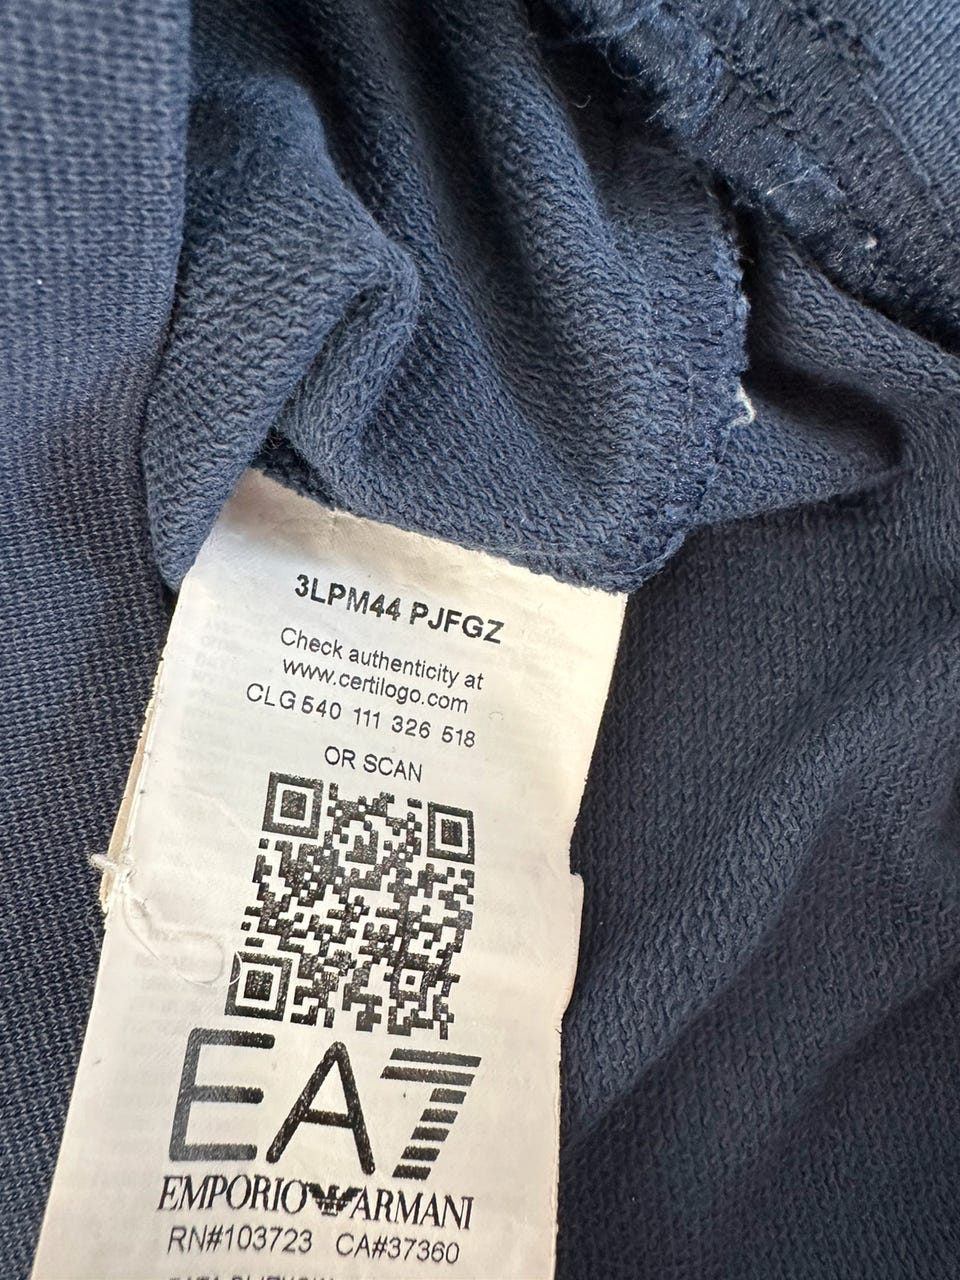 3LPM44 PJFGZ
Check authenticity at
www.certilogo.com
CLG 540 111 326 518
OR SCAN
EA7
EMPORIO ARMANI
RN#103723 CA#37360